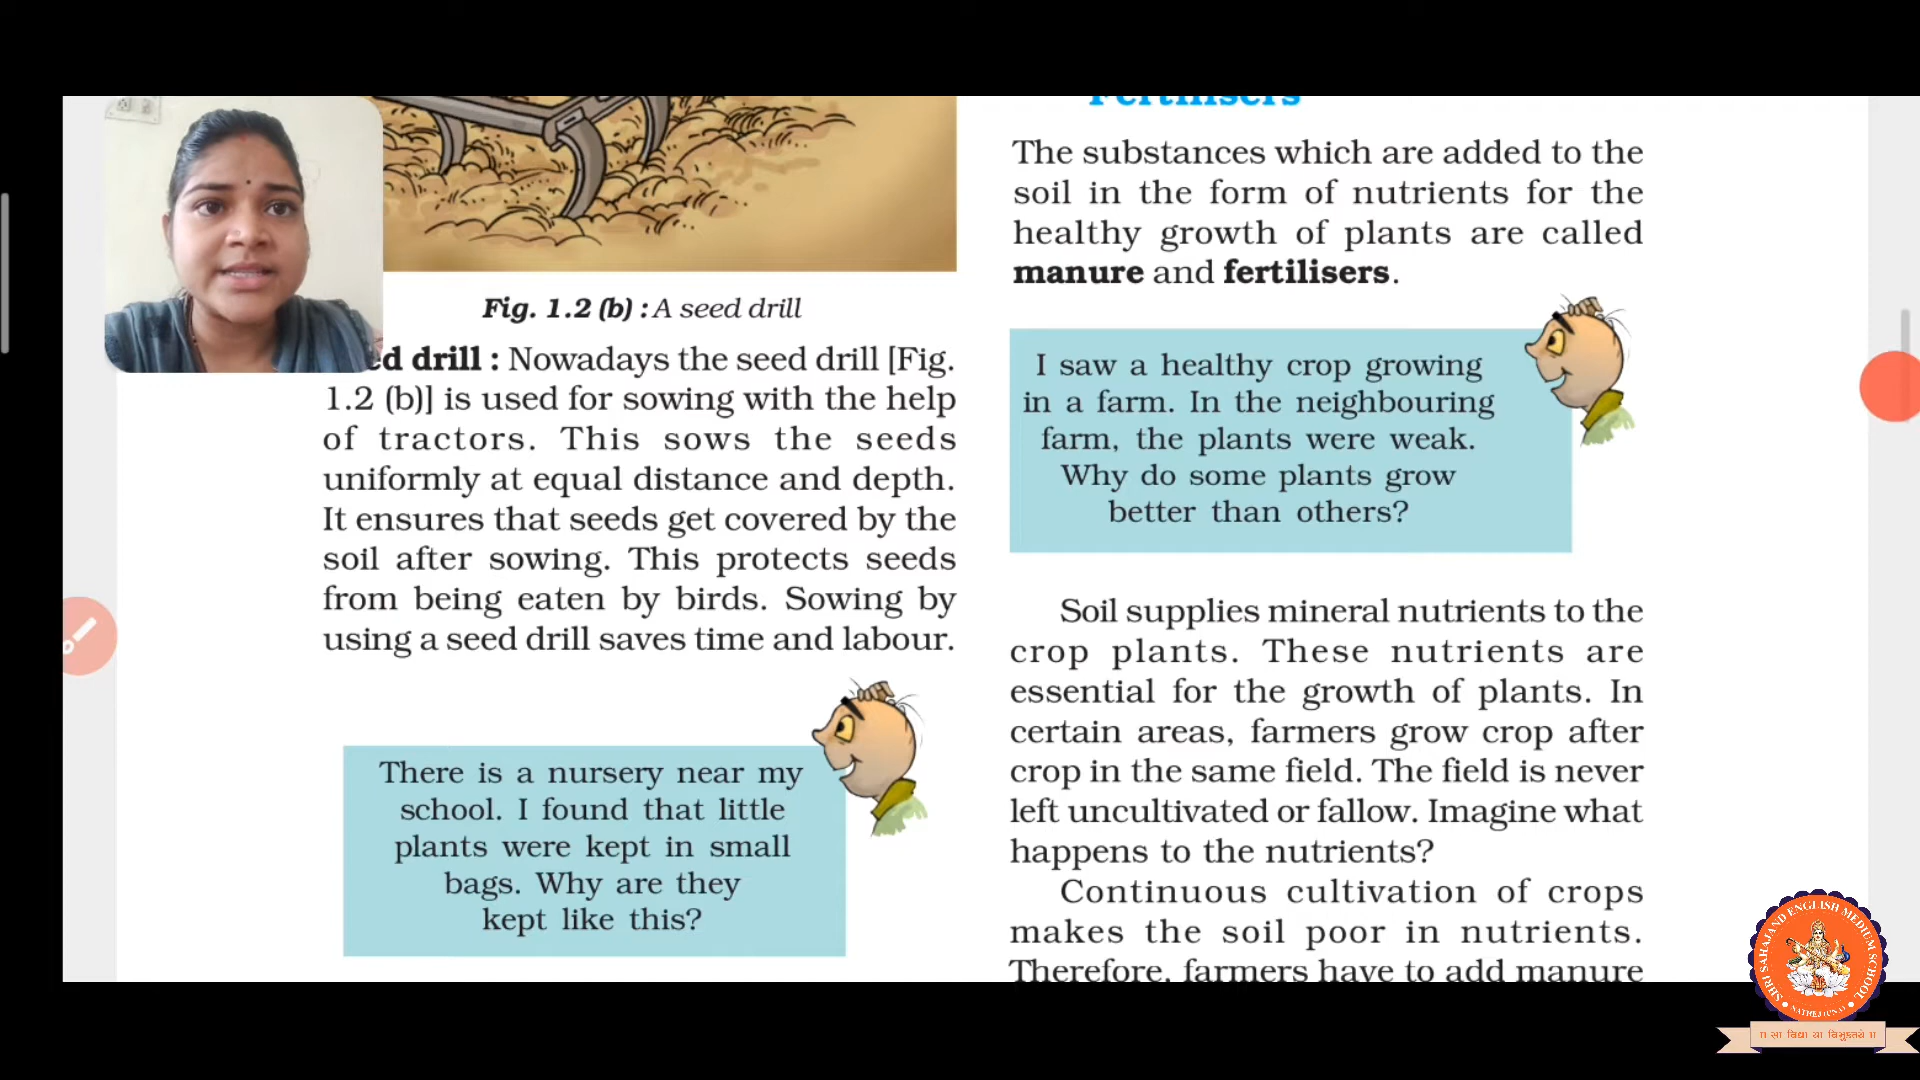 Fig. 1.2 (b) : A seed drill
ed drill : Nowadays the seed drill [Fig.
1.2 (b)] is used for sowing with the help
of tractors. This sows the seeds
uniformly at equal distance and depth.
It ensures that seeds get covered by the
soil after sowing. This protects seeds
from being eaten by birds. Sowing by
using a seed drill saves time and labour.
There is a nursery near my
school. I found that little
plants were kept in small
bags. Why are they
kept like this?
Fertilisers
The substances which are added to the
soil in the form of nutrients for the
healthy growth of plants are called
manure and fertilisers.
I saw a healthy crop growing
in a farm. In the neighbouring
farm, the plants were weak.
Why do some plants grow
better than others?
Soil supplies mineral nutrients to the
crop plants. These nutrients are
essential for the growth of plants. In
certain areas, farmers grow crop after
crop in the same field. The field is never
left uncultivated or fallow. Imagine what
happens to the nutrients?
Continuous cultivation of crops
makes the soil poor in nutrients.
Therefore, farmers have to add manure
SHRI SAHAJANAND ENGLISH MEDIUM SCHOOL
॥ सा विद्या या विमुक्तये ॥